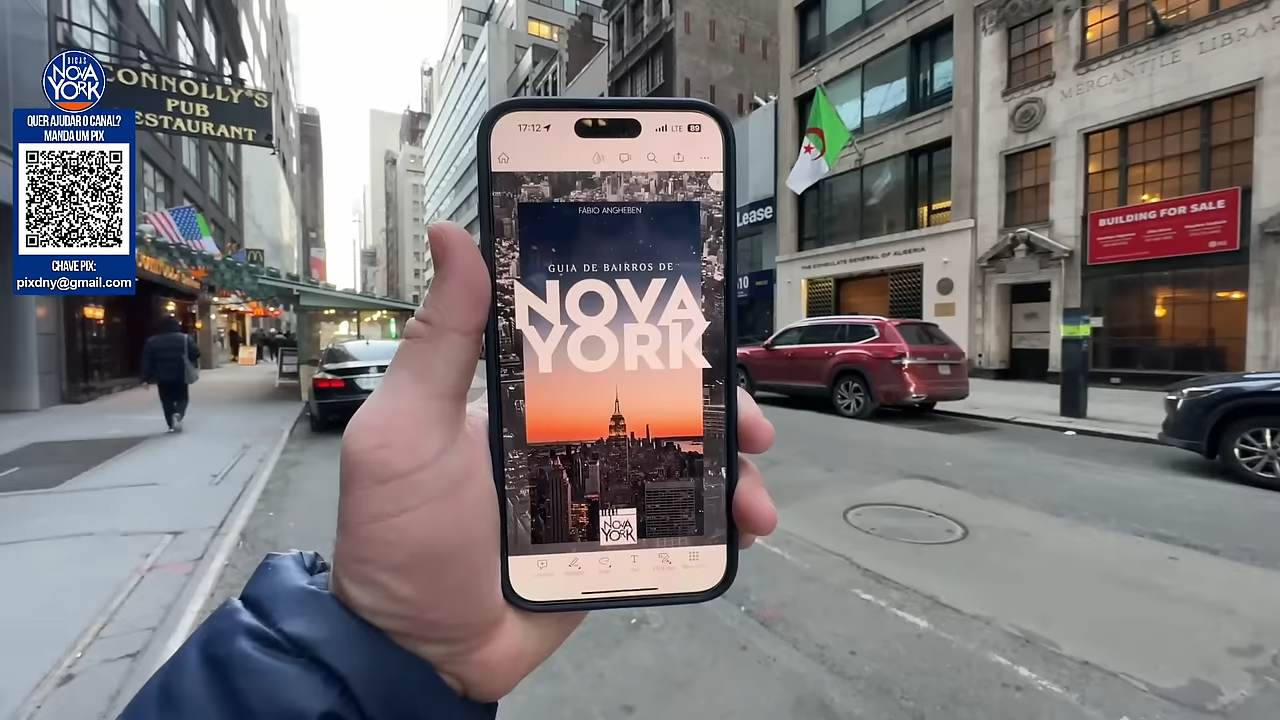 DICAS
NOVA
YORK
QUER AJUDAR O CANAL?
MANDA UM PIX
CHAVE PIX:
pixdny@gmail.com
CONNOLLY'S
PUB
RESTAURANT
17:12
LTE
89
FÁBIO ANGHEBEN
GUIA DE BAIRROS DE
NOVA
YORK
NOVA
YORK
Lease
10
THE CONSULATE GENERAL OF ALGERIA
MERCANTILE LIBRA
BUILDING FOR SALE